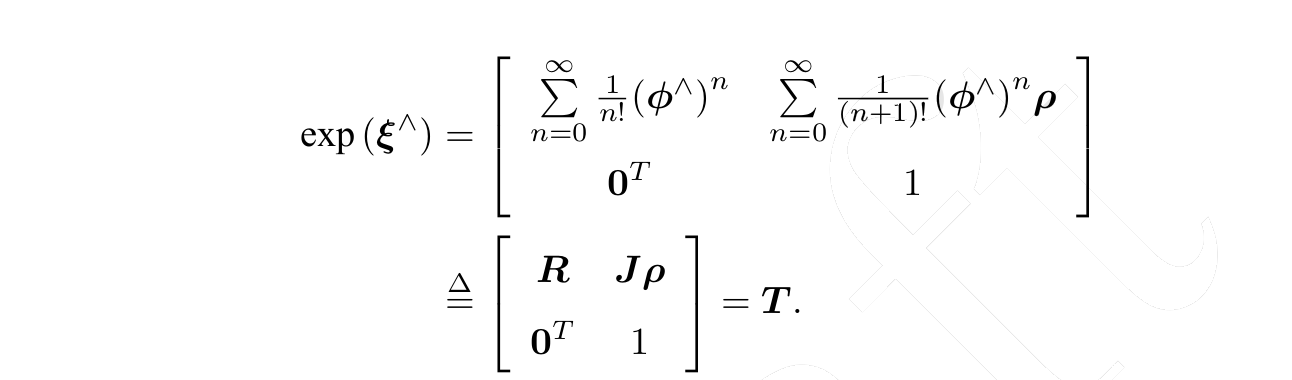 exp (ξ^∧) = [ ∑_{n=0}^{∞} 1/n! (ϕ^∧)^n   ∑_{n=0}^{∞} 1/(n+1)! (ϕ^∧)^n ρ
0^T   1 ]
≜ [ R   Jρ
0^T   1 ] = T.